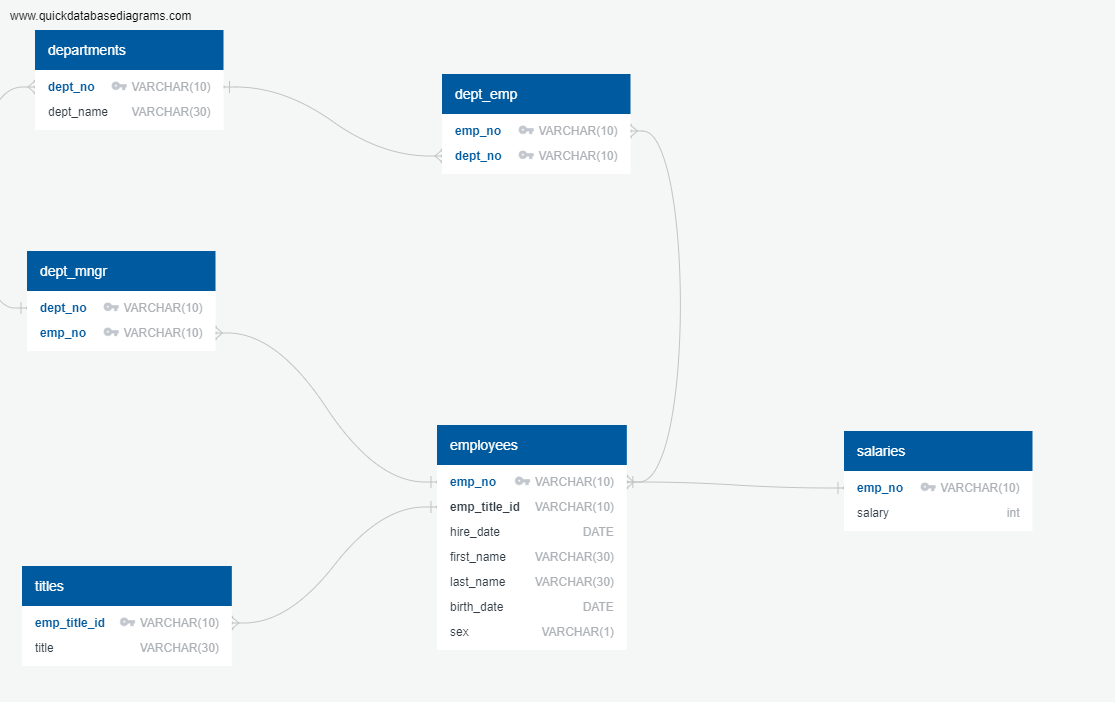 www.quickdatabasediagrams.com
departments
dept_no VARCHAR(10)
dept_name VARCHAR(30)
dept_emp
emp_no VARCHAR(10)
dept_no VARCHAR(10)
dept_mngr
dept_no VARCHAR(10)
emp_no VARCHAR(10)
employees
emp_no VARCHAR(10)
emp_title_id VARCHAR(10)
hire_date DATE
first_name VARCHAR(30)
last_name VARCHAR(30)
birth_date DATE
sex VARCHAR(1)
salaries
emp_no VARCHAR(10)
salary int
titles
emp_title_id VARCHAR(10)
title VARCHAR(30)